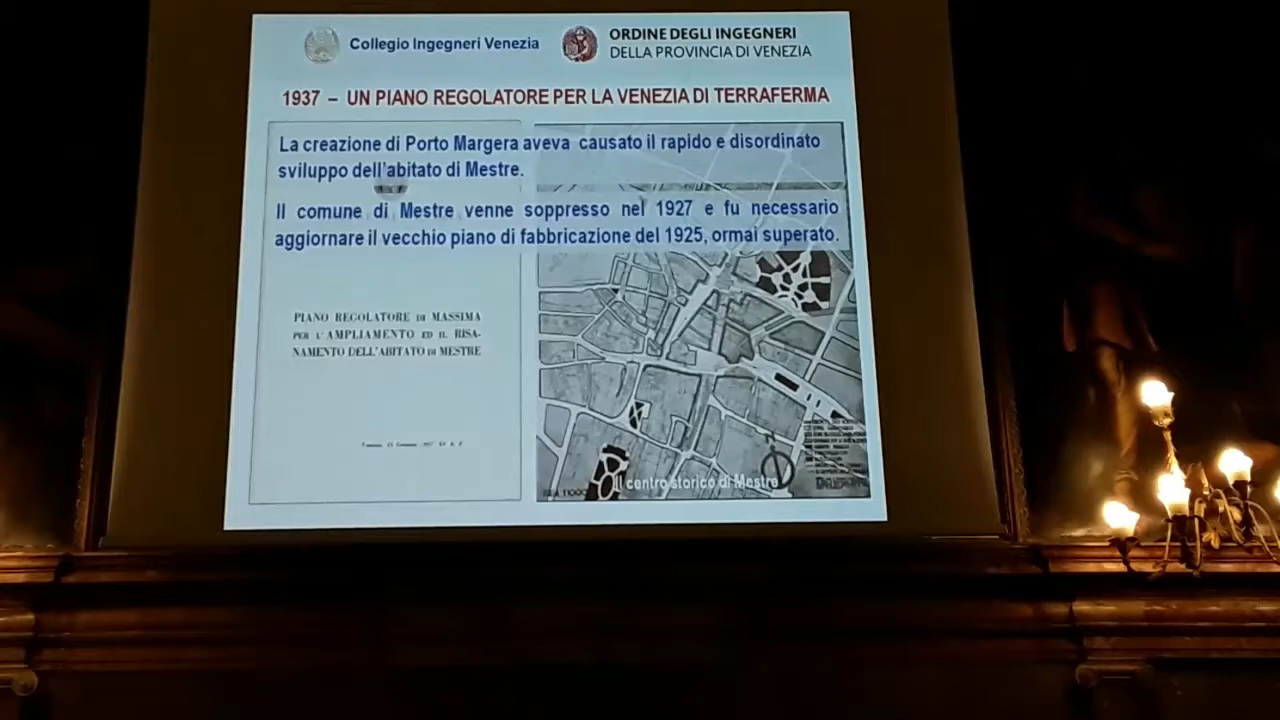 Collegio Ingegneri Venezia
ORDINE DEGLI INGEGNERI
DELLA PROVINCIA DI VENEZIA
1937 – UN PIANO REGOLATORE PER LA VENEZIA DI TERRAFERMA
La creazione di Porto Margera aveva causato il rapido e disordinato
sviluppo dell'abitato di Mestre.
Il comune di Mestre venne soppresso nel 1927 e fu necessario
aggiornare il vecchio piano di fabbricazione del 1925, ormai superato.
PIANO REGOLATORE DI MASSIMA
PER L'AMPLIAMENTO ED IL RISA-
NAMENTO DELL'ABITATO DI MESTRE
Il centro storico di Mestre